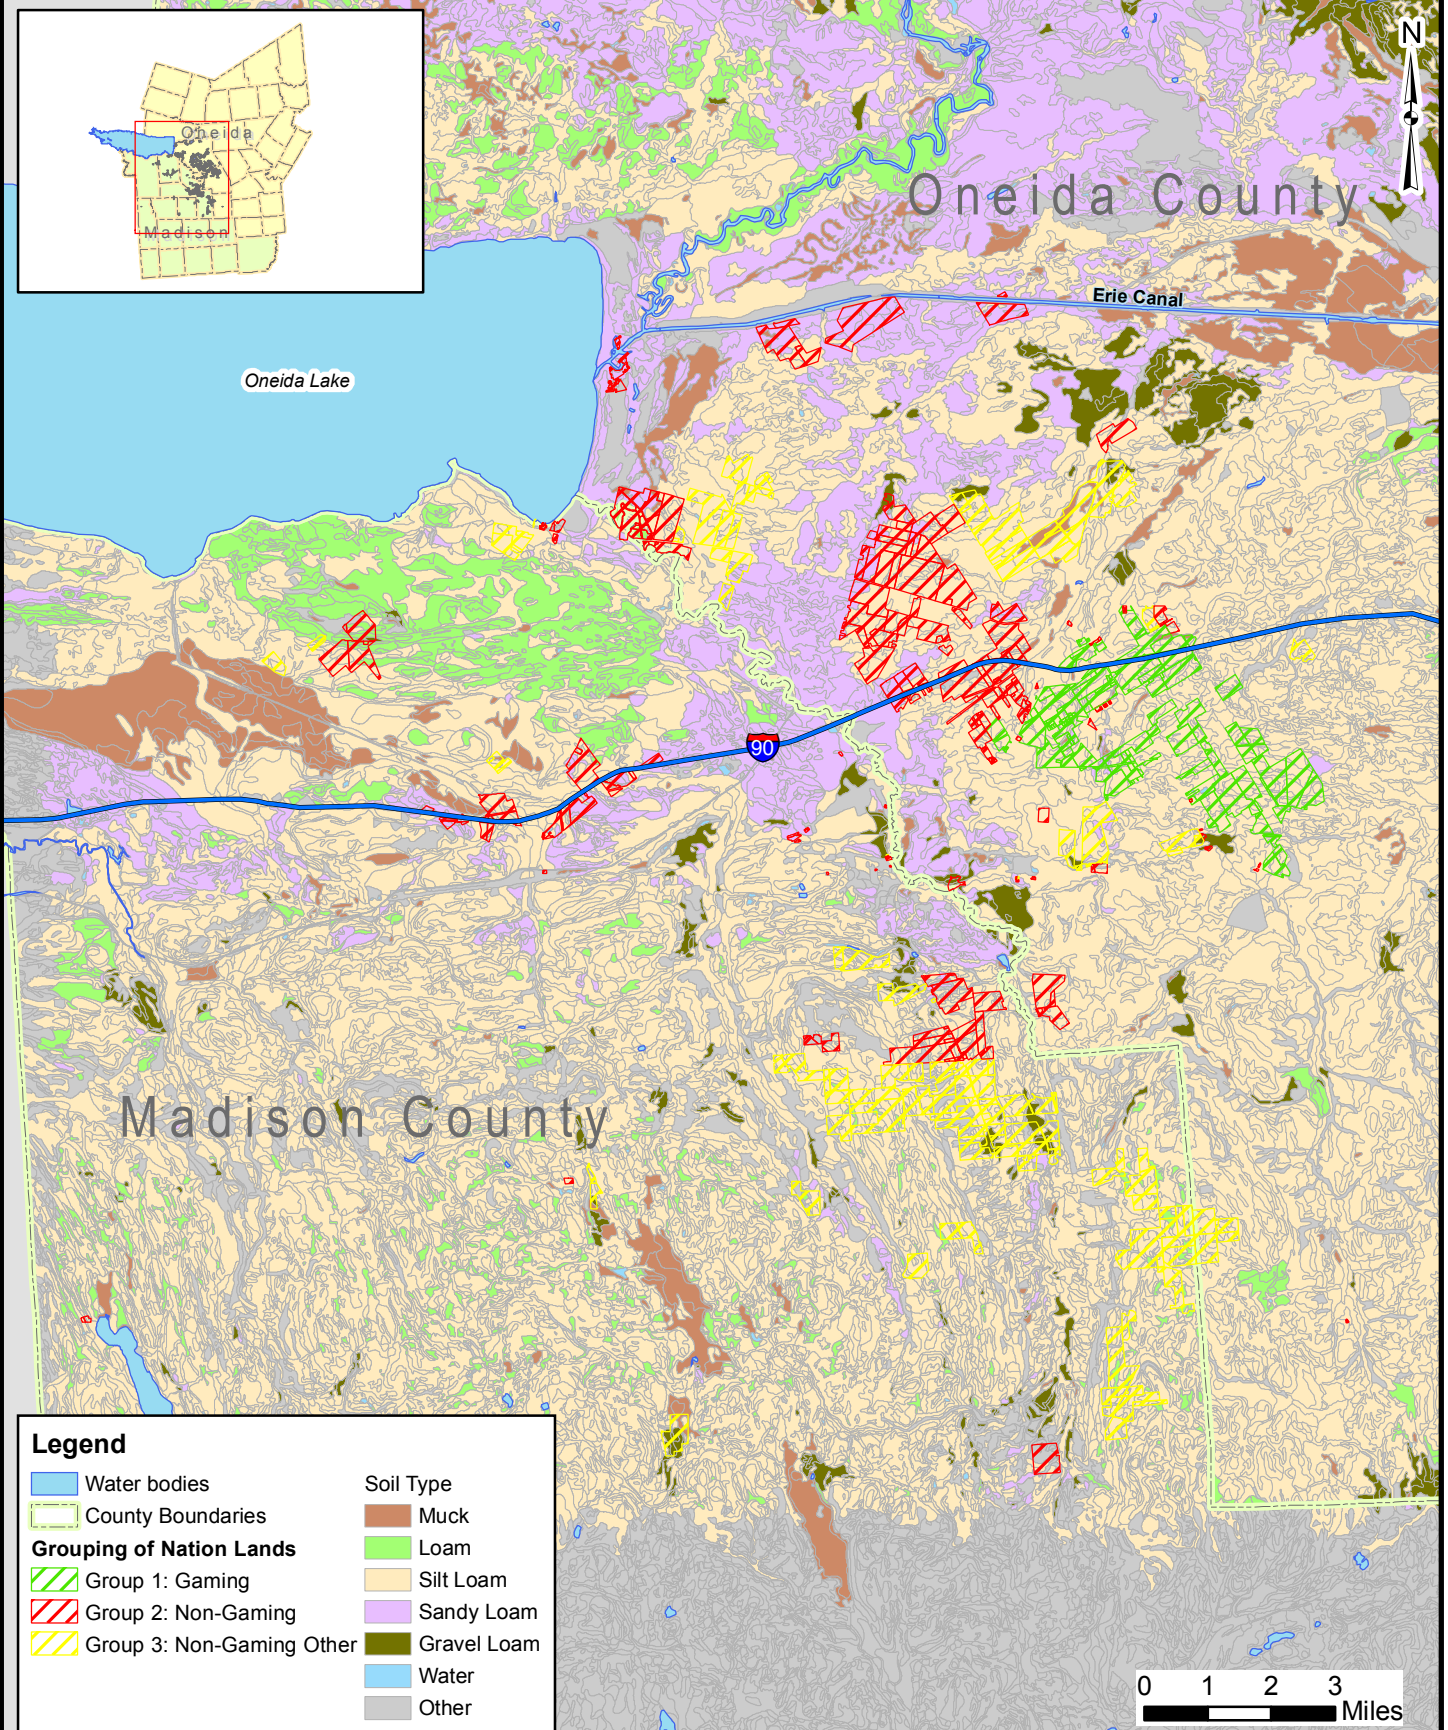 Oneida
Madison
N
Oneida County
Erie Canal
Oneida Lake
90
Madison County
Legend
Water bodies
County Boundaries
Grouping of Nation Lands
Group 1: Gaming
Group 2: Non-Gaming
Group 3: Non-Gaming Other
Soil Type
Muck
Loam
Silt Loam
Sandy Loam
Gravel Loam
Water
Other
0 1 2 3
Miles